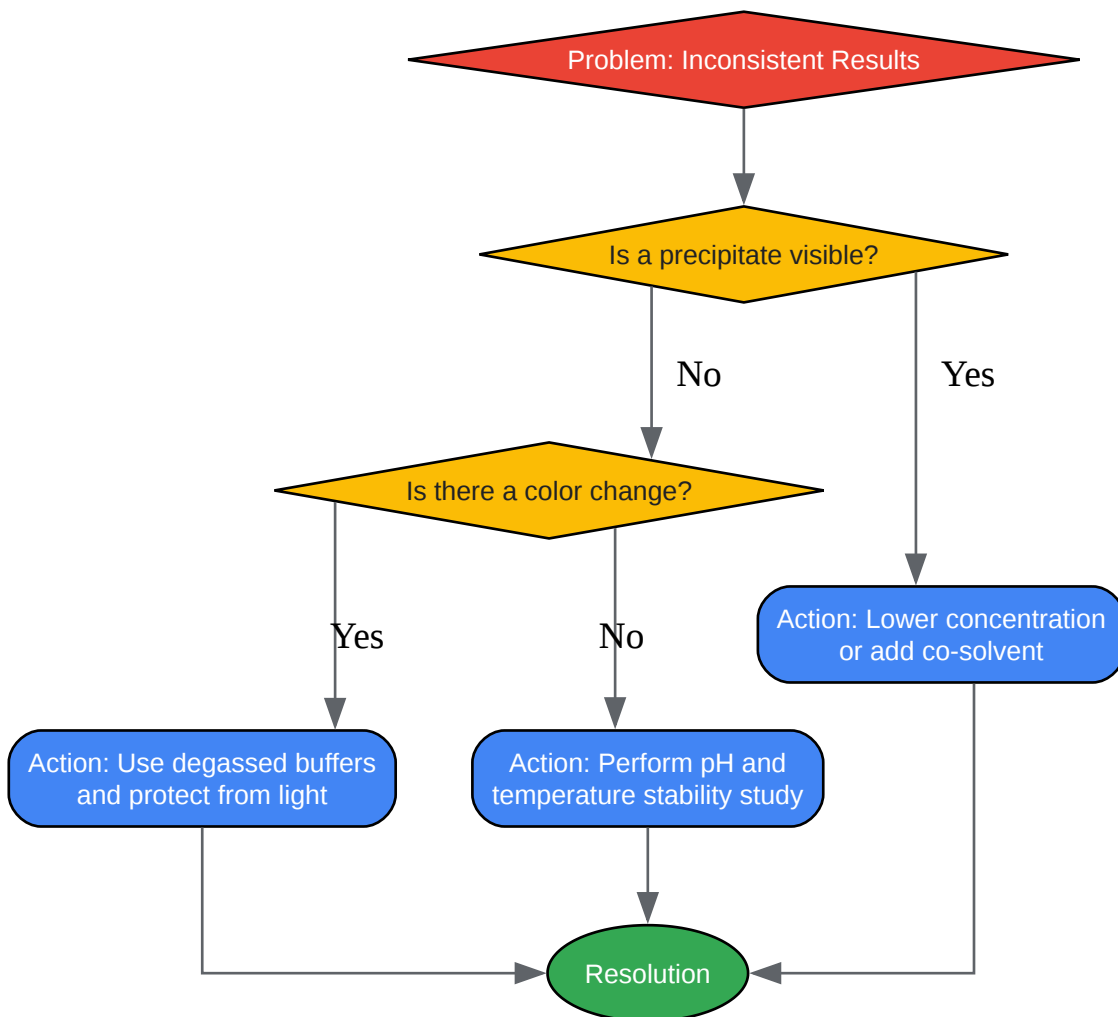 Problem: Inconsistent Results
Is a precipitate visible?
No
Yes
Is there a color change?
Action: Lower concentration
or add co-solvent
Yes
No
Action: Use degassed buffers
and protect from light
Action: Perform pH and
temperature stability study
Resolution